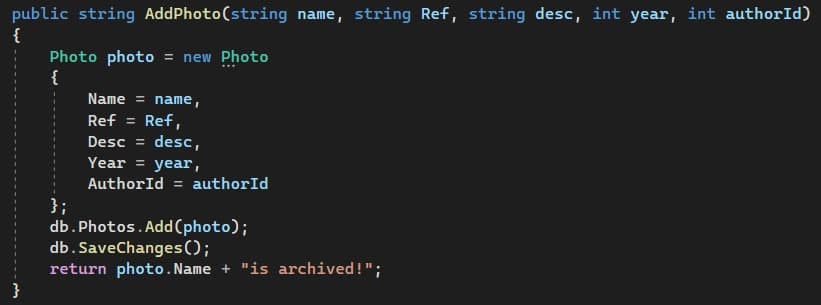 public string AddPhoto(string name, string Ref, string desc, int year, int authorId)
{
    Photo photo = new Photo
    {
        Name = name,
        Ref = Ref,
        Desc = desc,
        Year = year,
        AuthorId = authorId
    };
    db.Photos.Add(photo);
    db.SaveChanges();
    return photo.Name + "is archived!";
}